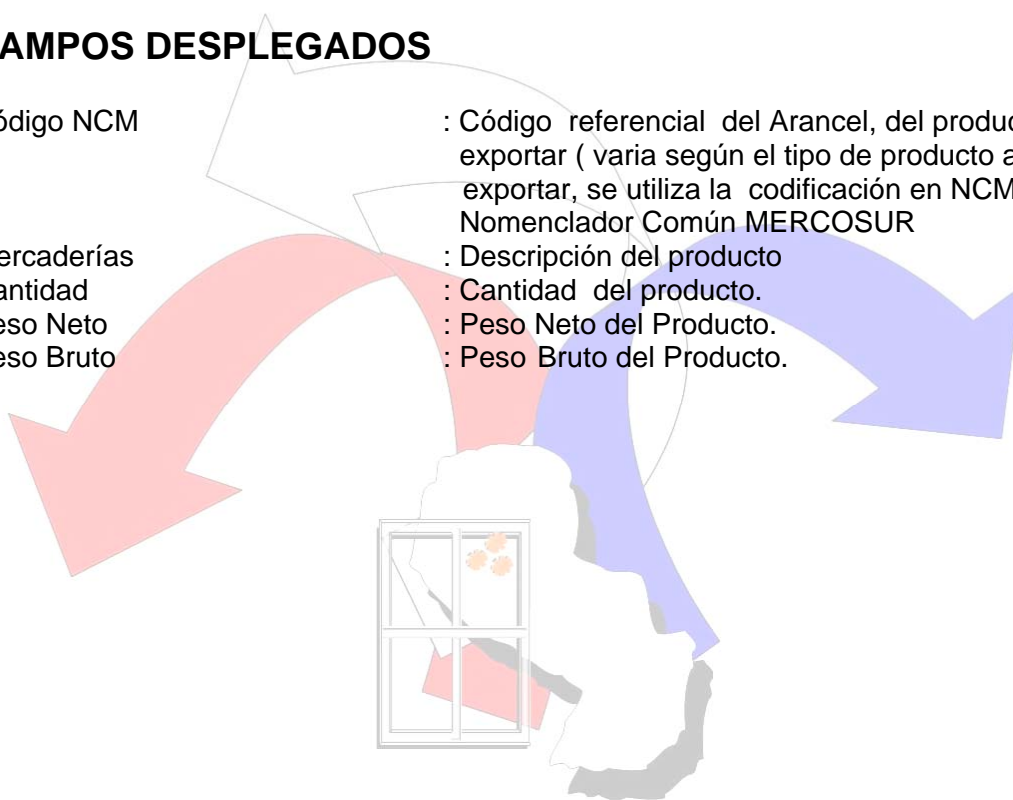 AMPOS DESPLEGADOS
ódigo NCM : Código referencial del Arancel, del produc
exportar ( varia según el tipo de producto a
exportar, se utiliza la codificación en NCM
Nomenclador Común MERCOSUR
ercaderías : Descripción del producto
antidad : Cantidad del producto.
eso Neto : Peso Neto del Producto.
eso Bruto : Peso Bruto del Producto.